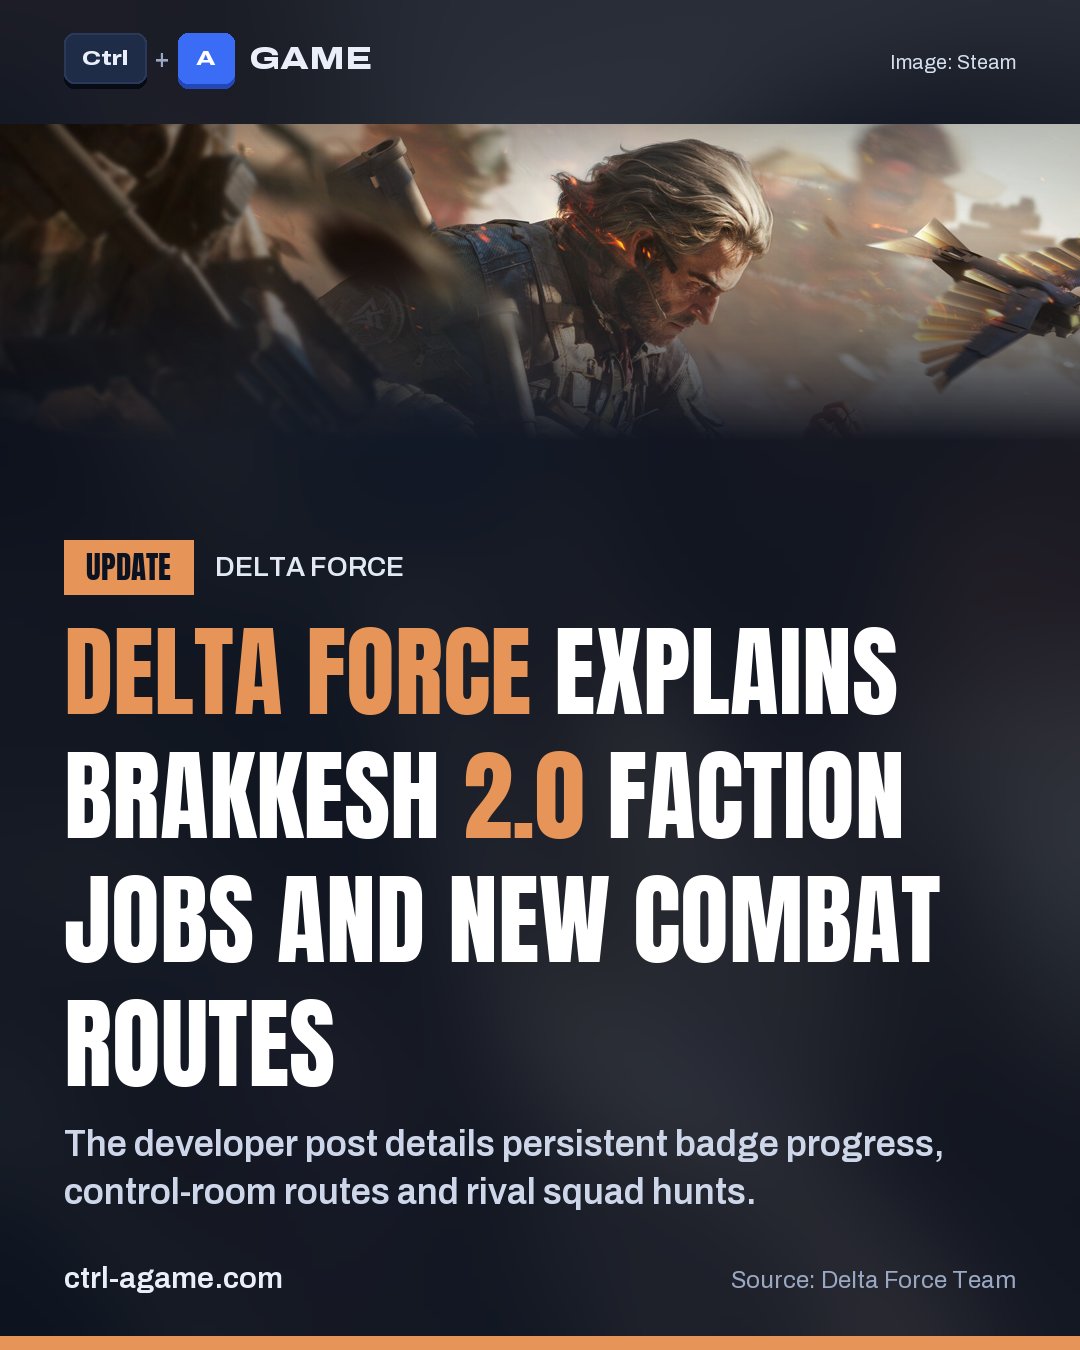 Ctrl + A GAME
Image: Steam
UPDATE DELTA FORCE
DELTA FORCE EXPLAINS
BRAKKESH 2.0 FACTION
JOBS AND NEW COMBAT
ROUTES
The developer post details persistent badge progress,
control-room routes and rival squad hunts.
ctrl-agame.com
Source: Delta Force Team